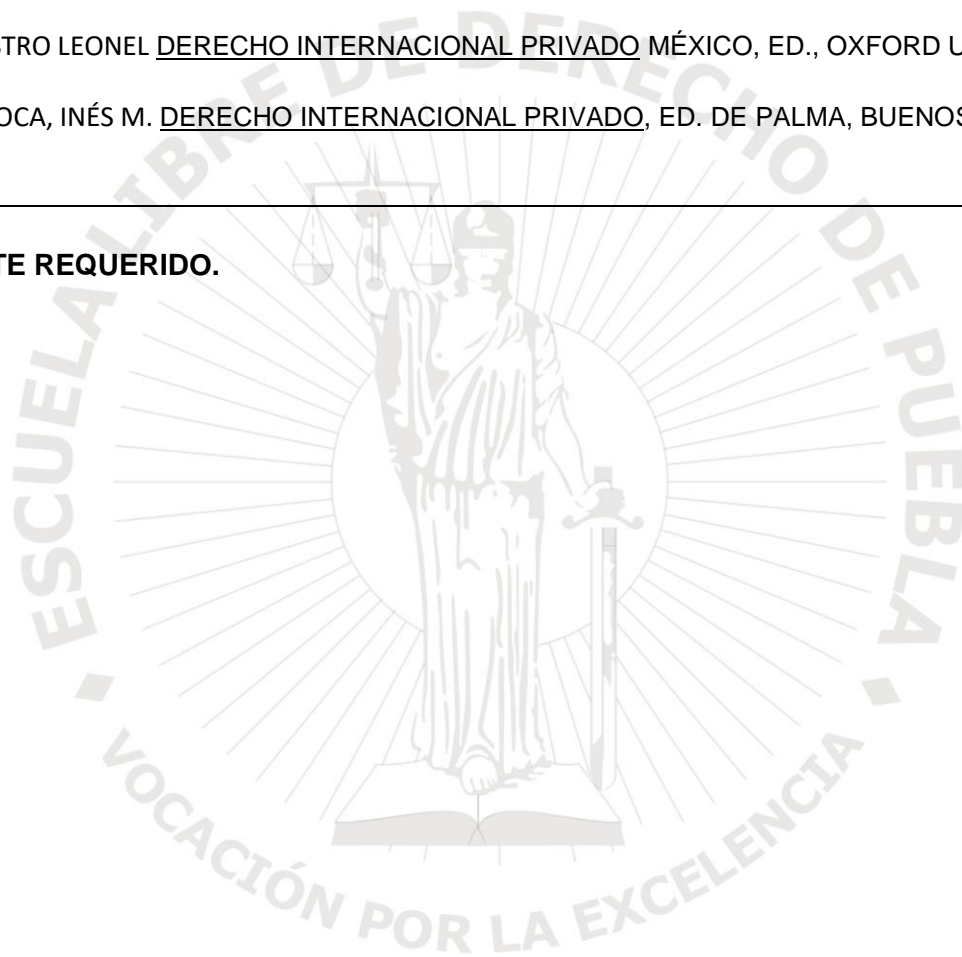 STRO LEONEL DERECHO INTERNACIONAL PRIVADO MÉXICO, ED., OXFORD U
OCA, INÉS M. DERECHO INTERNACIONAL PRIVADO, ED. DE PALMA, BUENOS
TE REQUERIDO.
ESCUELA LIBRE DE DERECHO DE PUEBLA
VOCACIÓN POR LA EXCELENCIA